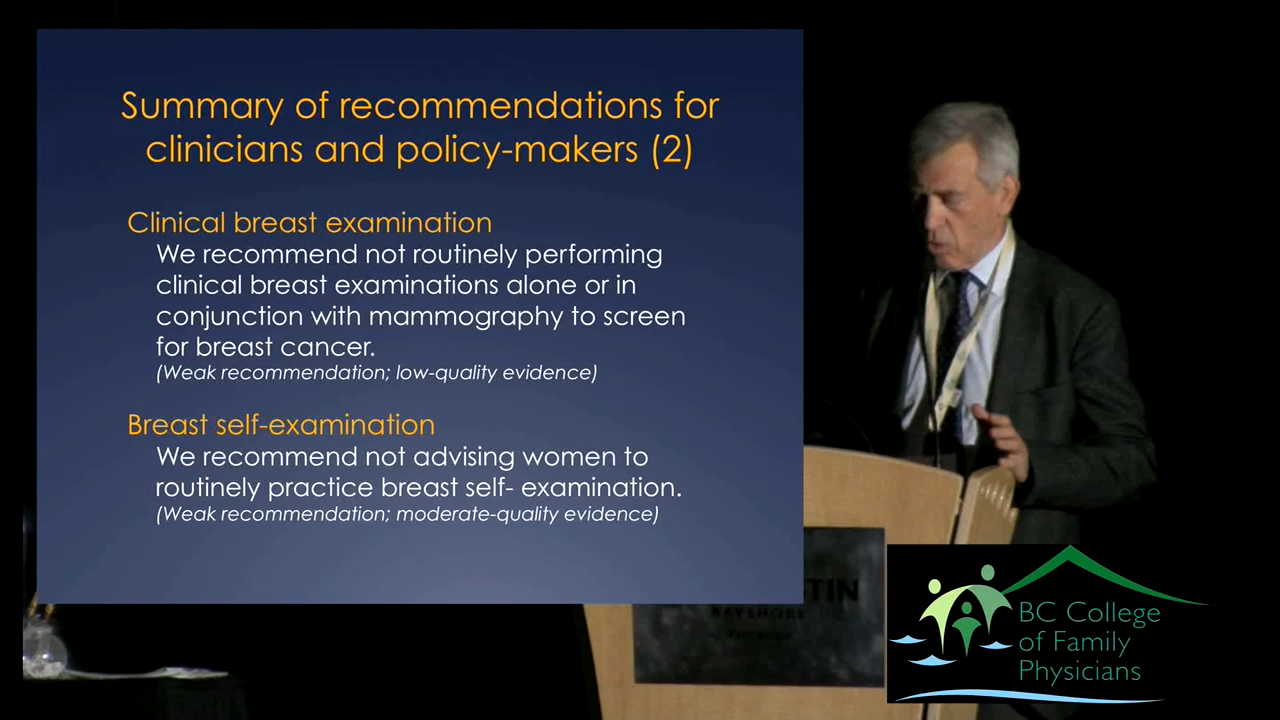 Summary of recommendations for
clinicians and policy-makers (2)
Clinical breast examination
We recommend not routinely performing
clinical breast examinations alone or in
conjunction with mammography to screen
for breast cancer.
(Weak recommendation; low-quality evidence)
Breast self-examination
We recommend not advising women to
routinely practice breast self- examination.
(Weak recommendation; moderate-quality evidence)
TIN
BAYSHORE
BC College
of Family
Physicians